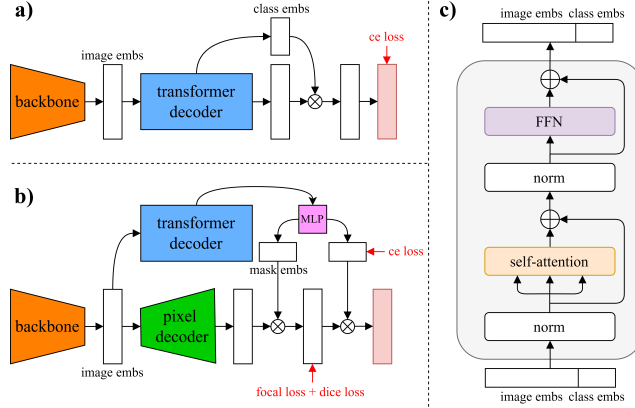 a)
class embs
image embs
ce loss
backbone
transformer
decoder
b)
transformer
decoder
MLP
mask embs
ce loss
backbone
pixel
decoder
image embs
focal loss + dice loss
c)
image embs class embs
FFN
norm
self-attention
norm
image embs class embs